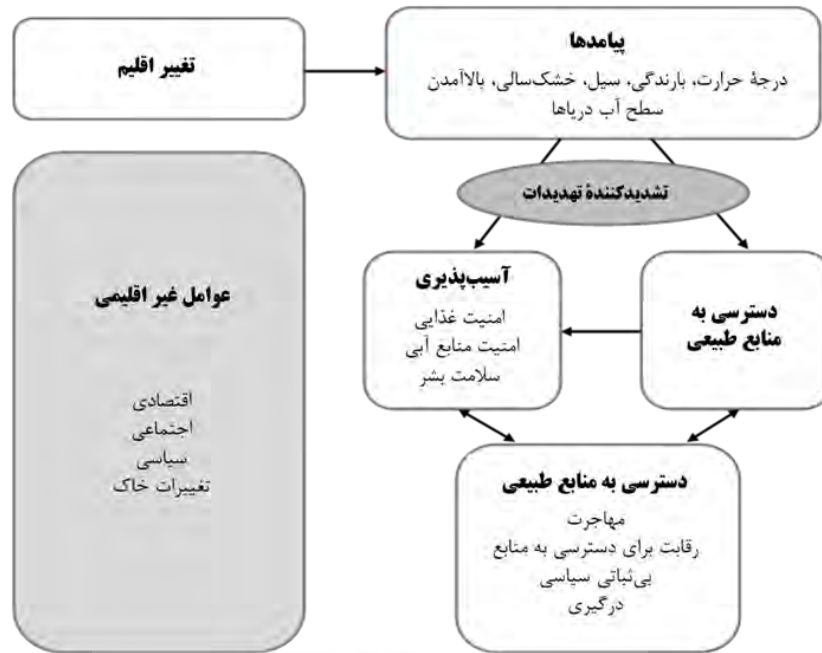 تغییر اقلیم
پیامدها
درجهٔ حرارت، بارندگی، سیل، خشک‌سالی، بالاآمدن
سطح آب دریاها
تشدیدکنندهٔ تهدیدات
عوامل غیر اقلیمی
اقتصادی
اجتماعی
سیاسی
تغییرات خاک
دسترسی به
منابع طبیعی
آسیب‌پذیری
امنیت غذایی
امنیت منابع آبی
سلامت بشر
دسترسی به منابع طبیعی
مهاجرت
رقابت برای دسترسی به منابع
بی‌ثباتی سیاسی
درگیری